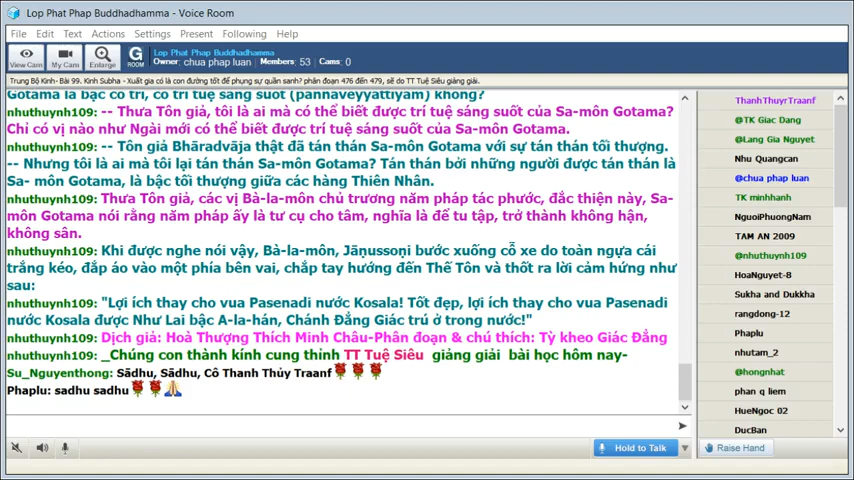 Lop Phat Phap Buddhadhamma - Voice Room
File Edit Text Actions Settings Present Following Help
View Cam My Cam Enlarge G ROOM
Lop Phat Phap Buddhadhamma
Owner: chua phap luan : Members: 53 Cams: 0
Trung Bộ Kinh- Bài 99. Kinh Subha - Xuất gia có là con đường tốt để phụng sự quần sanh? phân đoạn 476 đến 479, sẽ do TT Tuệ Siêu giảng giải.
Gotama là bậc có trí, có trí tuệ sáng suốt (paññāveyyattiyam) không?
nhuthuynh109: -- Thưa Tôn giả, tôi là ai mà có thể biết được trí tuệ sáng suốt của Sa-môn Gotama?
Chỉ có vị nào như Ngài mới có thể biết được trí tuệ sáng suốt của Sa-môn Gotama.
nhuthuynh109: -- Tôn giả Bhāradvāja thật đã tán thán Sa-môn Gotama với sự tán thán tối thượng.
-- Nhưng tôi là ai mà tôi lại tán thán Sa-môn Gotama? Tán thán bởi những người được tán thán là
Sa- môn Gotama, là bậc tối thượng giữa các hàng Thiên Nhân.
nhuthuynh109: Thưa Tôn giả, các vị Bà-la-môn chủ trương năm pháp tác phước, đắc thiện này, Sa-
môn Gotama nói rằng năm pháp ấy là tư cụ cho tâm, nghĩa là để tu tập, trở thành không hận,
không sân.
nhuthuynh109: Khi được nghe nói vậy, Bà-la-môn, Jāṇussoṇi bước xuống cỗ xe do toàn ngựa cái
trắng kéo, đắp áo vào một phía bên vai, chắp tay hướng đến Thế Tôn và thốt ra lời cảm hứng như
sau:
nhuthuynh109: "Lợi ích thay cho vua Pasenadi nước Kosala! Tốt đẹp, lợi ích thay cho vua Pasenadi
nước Kosala được Như Lai bậc A-la-hán, Chánh Đẳng Giác trú ở trong nước!"
nhuthuynh109: Dịch giả: Hoà Thượng Thích Minh Châu-Phân đoạn & chú thích: Tỳ kheo Giác Đẳng
nhuthuynh109: _Chúng con thành kính cung thỉnh TT Tuệ Siêu giảng giải bài học hôm nay-
Su_Nguyenthong: Sādhu, Sādhu, Cô Thanh Thủy Traanf
Phaplu: sadhu sadhu
Hold to Talk
ThanhThuyrTraanf
@TK Giac Dang
@Lang Gia Nguyet
Nhu Quangcan
@chua phap luan
TK minhhanh
NguoiPhuongNam
TAM AN 2009
@nhuthuynh109
HoaNguyet-8
Sukha and Dukkha
rangdong-12
Phaplu
nhutam_2
@hongnhat
phan q liem
HueNgoc 02
DucBan
Raise Hand